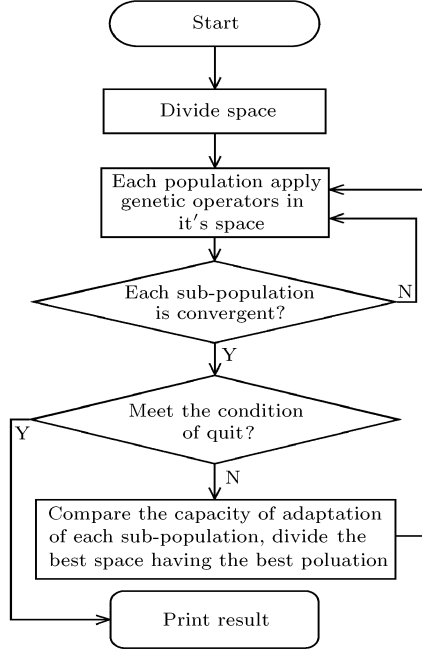 Start
Divide space
Each population apply
genetic operators in
it's space
Each sub-population
is convergent?
N
Y
Meet the condition
of quit?
Y
N
Compare the capacity of adaptation
of each sub-population, divide the
best space having the best poluation
Print result